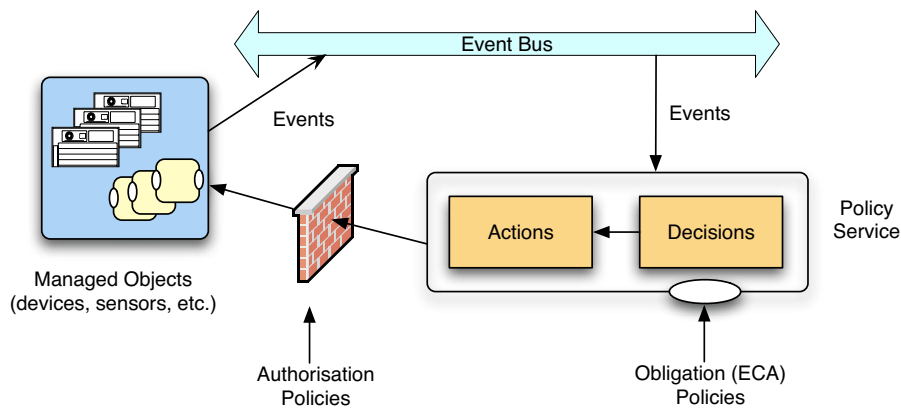 Event Bus
Events
Events
Actions
Decisions
Policy
Service
Managed Objects
(devices, sensors, etc.)
Authorisation
Policies
Obligation (ECA)
Policies